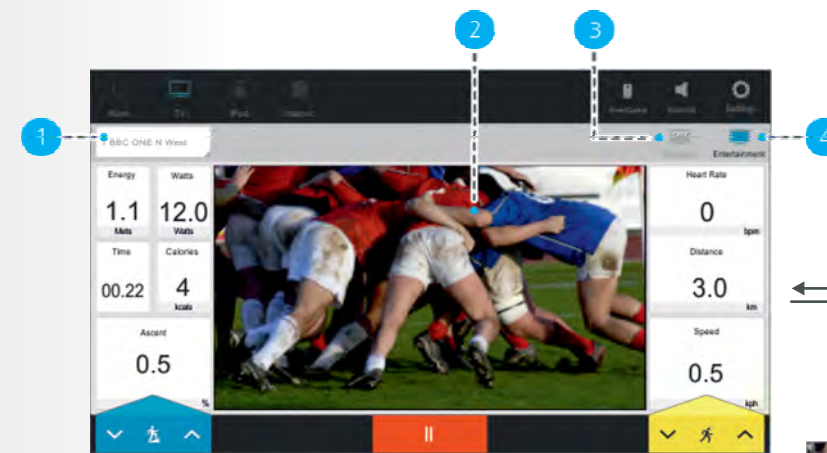 2 3
TV iPod
Settings
1 BBC ONE N West 4
Entertainment
Energy Watts Heart Rate
1.1 12.0 0
Mets Watts bpm
Time Calories Distance
00.22 4 3.0
kcals km
Ascent Speed
0.5 0.5
% kph